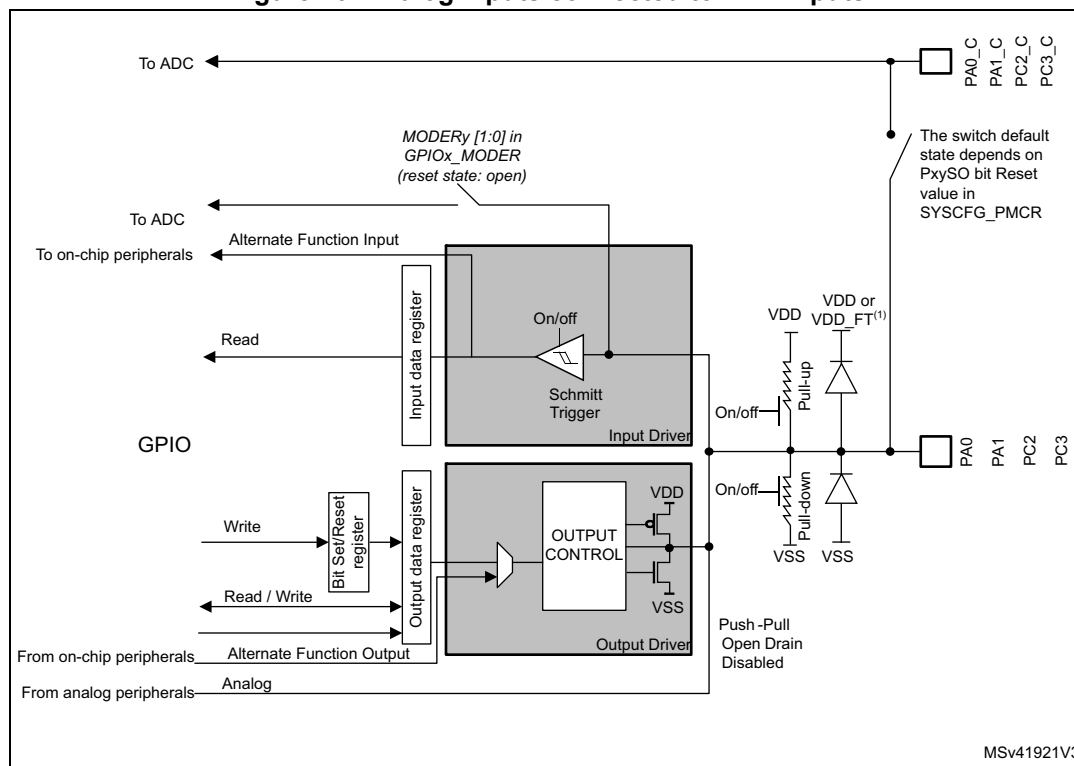 To ADC
PA0_C
PA1_C
PC2_C
PC3_C
MODERy [1:0] in
GPIOx_MODER
(reset state: open)
The switch default
state depends on
PxySO bit Reset
value in
SYSCFG_PMCR
To ADC
Alternate Function Input
To on-chip peripherals
Input data register
On/off
Read
Schmitt
Trigger
Input Driver
VDD
VDD or
VDD_FT(1)
Pull-up
On/off
GPIO
PA0
PA1
PC2
PC3
On/off
Pull-down
VSS
VSS
Write
Bit Set/Reset
register
Output data register
OUTPUT
CONTROL
VDD
VSS
Read / Write
Push -Pull
Open Drain
Disabled
Output Driver
From on-chip peripherals
Alternate Function Output
From analog peripherals
Analog
MSv41921V3